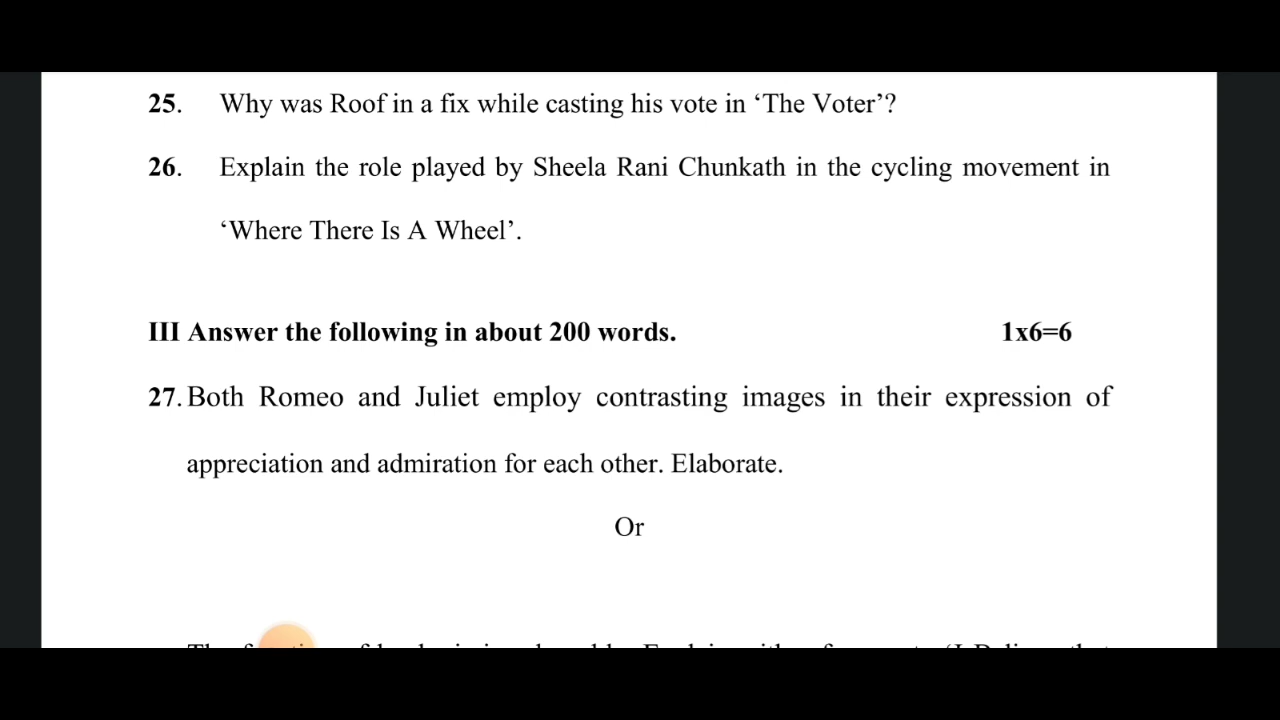 25. Why was Roof in a fix while casting his vote in ‘The Voter’?
26. Explain the role played by Sheela Rani Chunkath in the cycling movement in
‘Where There Is A Wheel’.
III Answer the following in about 200 words. 1x6=6
27. Both Romeo and Juliet employ contrasting images in their expression of
appreciation and admiration for each other. Elaborate.
Or